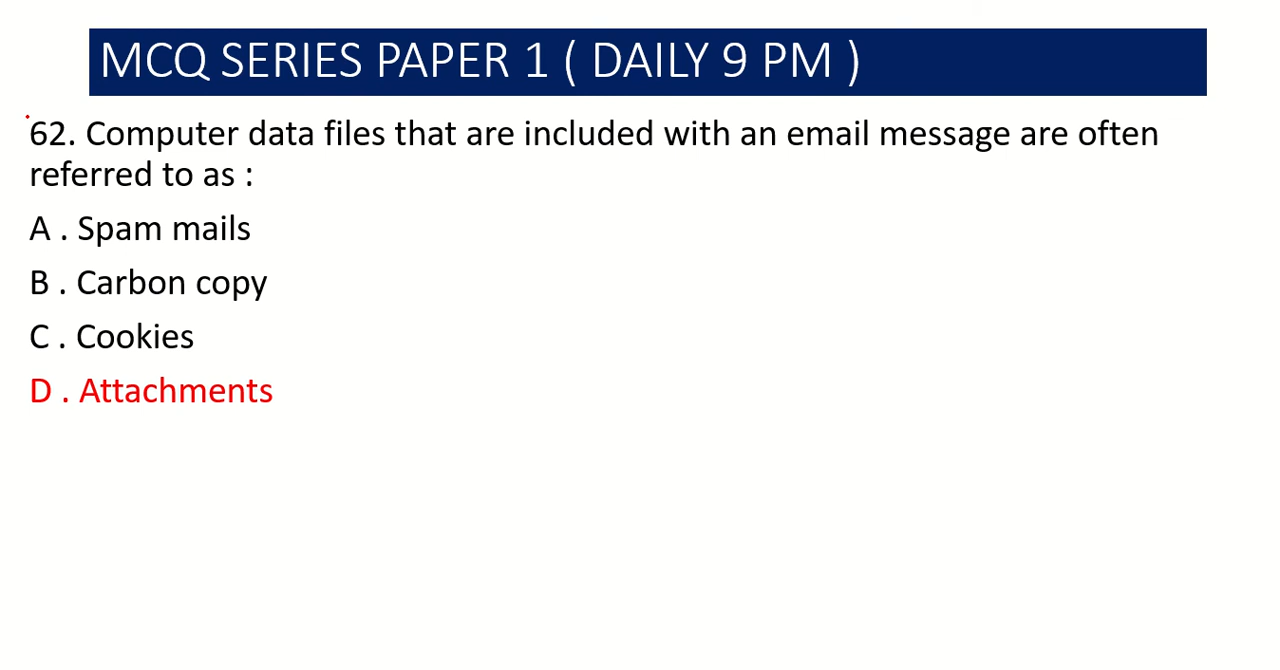 MCQ SERIES PAPER 1 ( DAILY 9 PM )
62. Computer data files that are included with an email message are often
referred to as :
A . Spam mails
B . Carbon copy
C . Cookies
D . Attachments